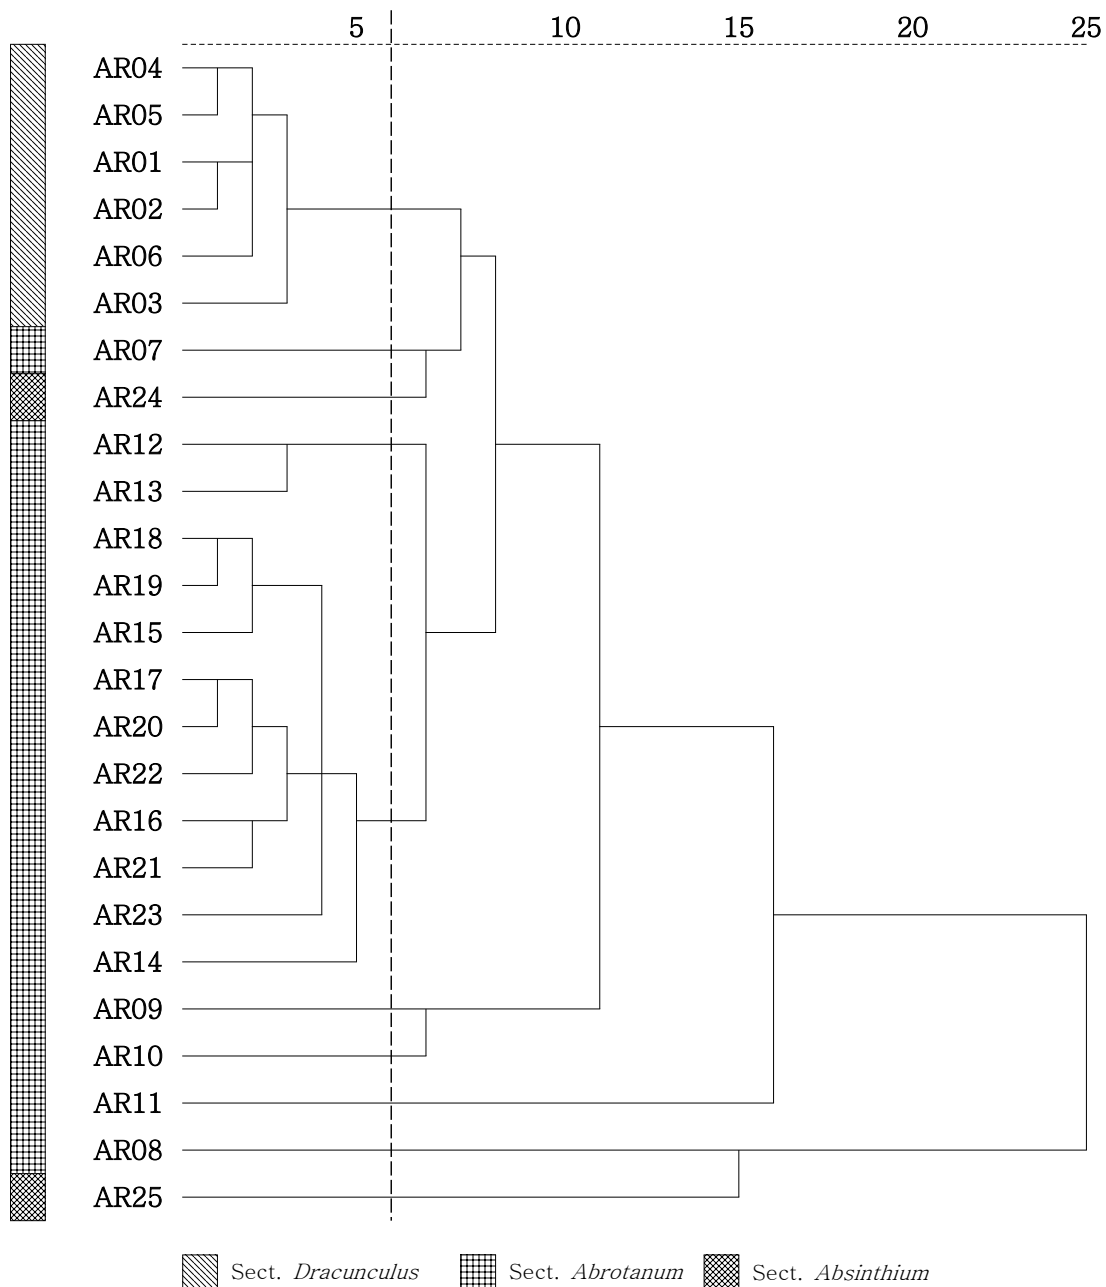 5 10 15 20 25
AR04
AR05
AR01
AR02
AR06
AR03
AR07
AR24
AR12
AR13
AR18
AR19
AR15
AR17
AR20
AR22
AR16
AR21
AR23
AR14
AR09
AR10
AR11
AR08
AR25
Sect. Dracunculus Sect. Abrotanum Sect. Absinthium